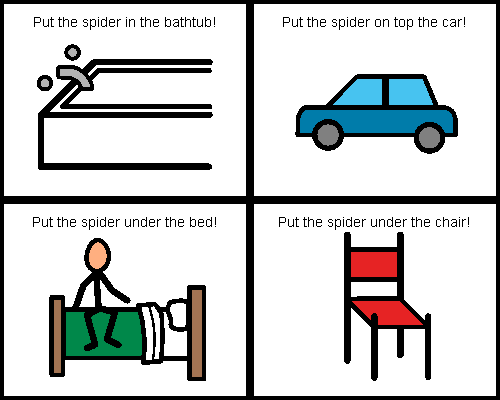 Put the spider in the bathtub!
Put the spider on top the car!
Put the spider under the bed!
Put the spider under the chair!